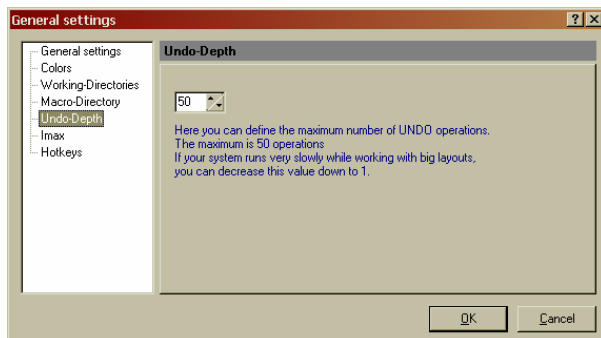 General settings
General settings
Colors
Working-Directories
Macro-Directory
Undo-Depth
Imax
Hotkeys
Undo-Depth
50
Here you can define the maximum number of UNDO operations.
The maximum is 50 operations
If your system runs very slowly while working with big layouts,
you can decrease this value down to 1.
OK
Cancel